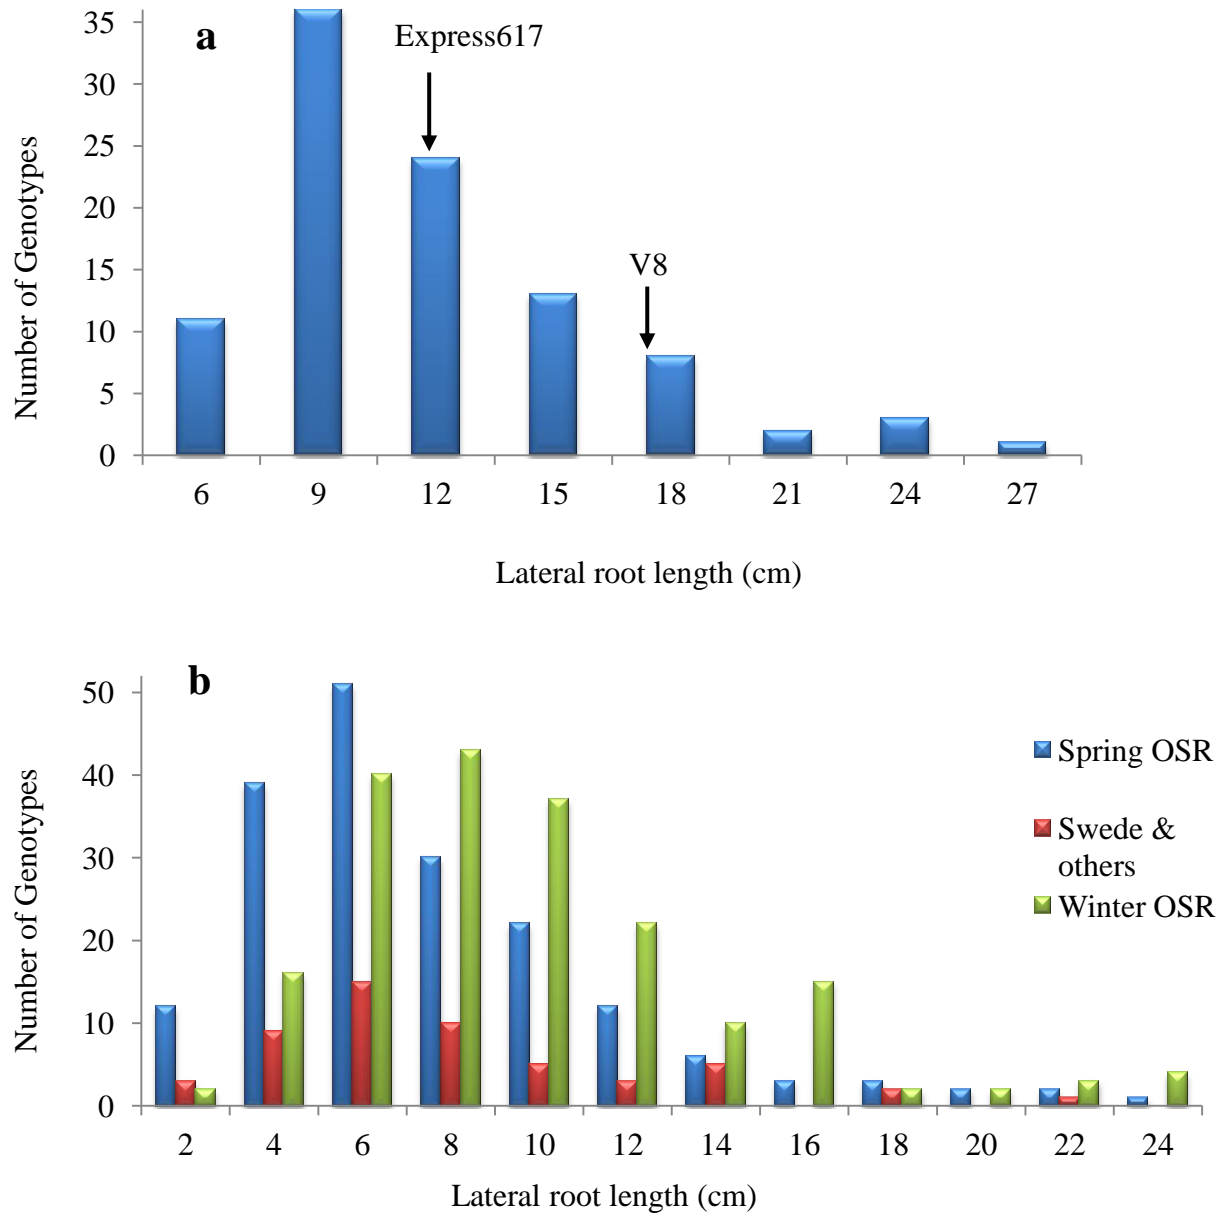 a
Express617
V8
35
30
25
20
15
10
5
0
Number of Genotypes
6 9 12 15 18 21 24 27
Lateral root length (cm)
b
50
40
30
20
10
0
Number of Genotypes
Spring OSR
Swede &
others
Winter OSR
2 4 6 8 10 12 14 16 18 20 22 24
Lateral root length (cm)